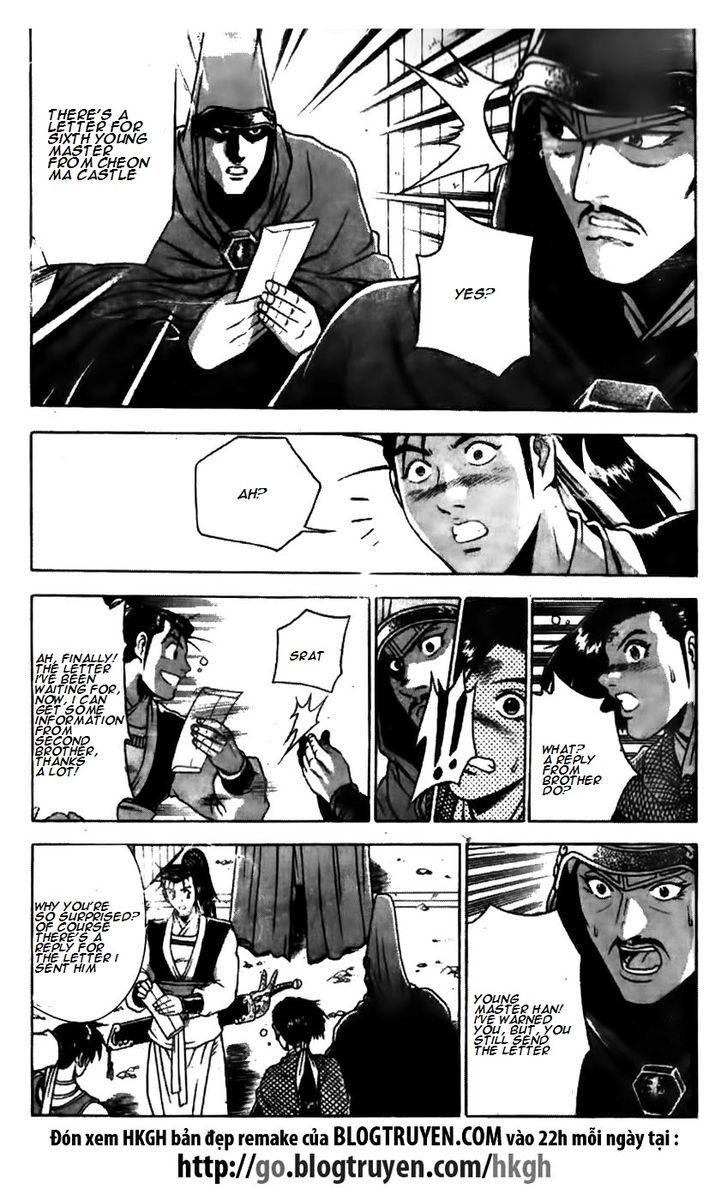 THERE'S A
LETTER FOR
SIXTH YOUNG
MASTER
FROM CHEON
MA CASTLE
YES?
AH?
AH, FINALLY!
THE LETTER
I'VE BEEN
WAITING FOR,
NOW, I CAN
GET SOME
INFORMATION
FROM
SECOND
BROTHER,
THANKS
A LOT!
SRAT
!!!
WHAT?
A REPLY
FROM
BROTHER
DO?
WHY YOU'RE
SO SURPRISED?
OF COURSE
THERE'S A
REPLY FOR
THE LETTER I
SENT HIM
YOUNG
MASTER HAN!
I'VE WARNED
YOU, BUT, YOU
STILL SEND
THE LETTER
Đón xem HKGH bản đẹp remake của BLOGTRUYEN.COM vào 22h mỗi ngày tại :
http://go.blogtruyen.com/hkgh